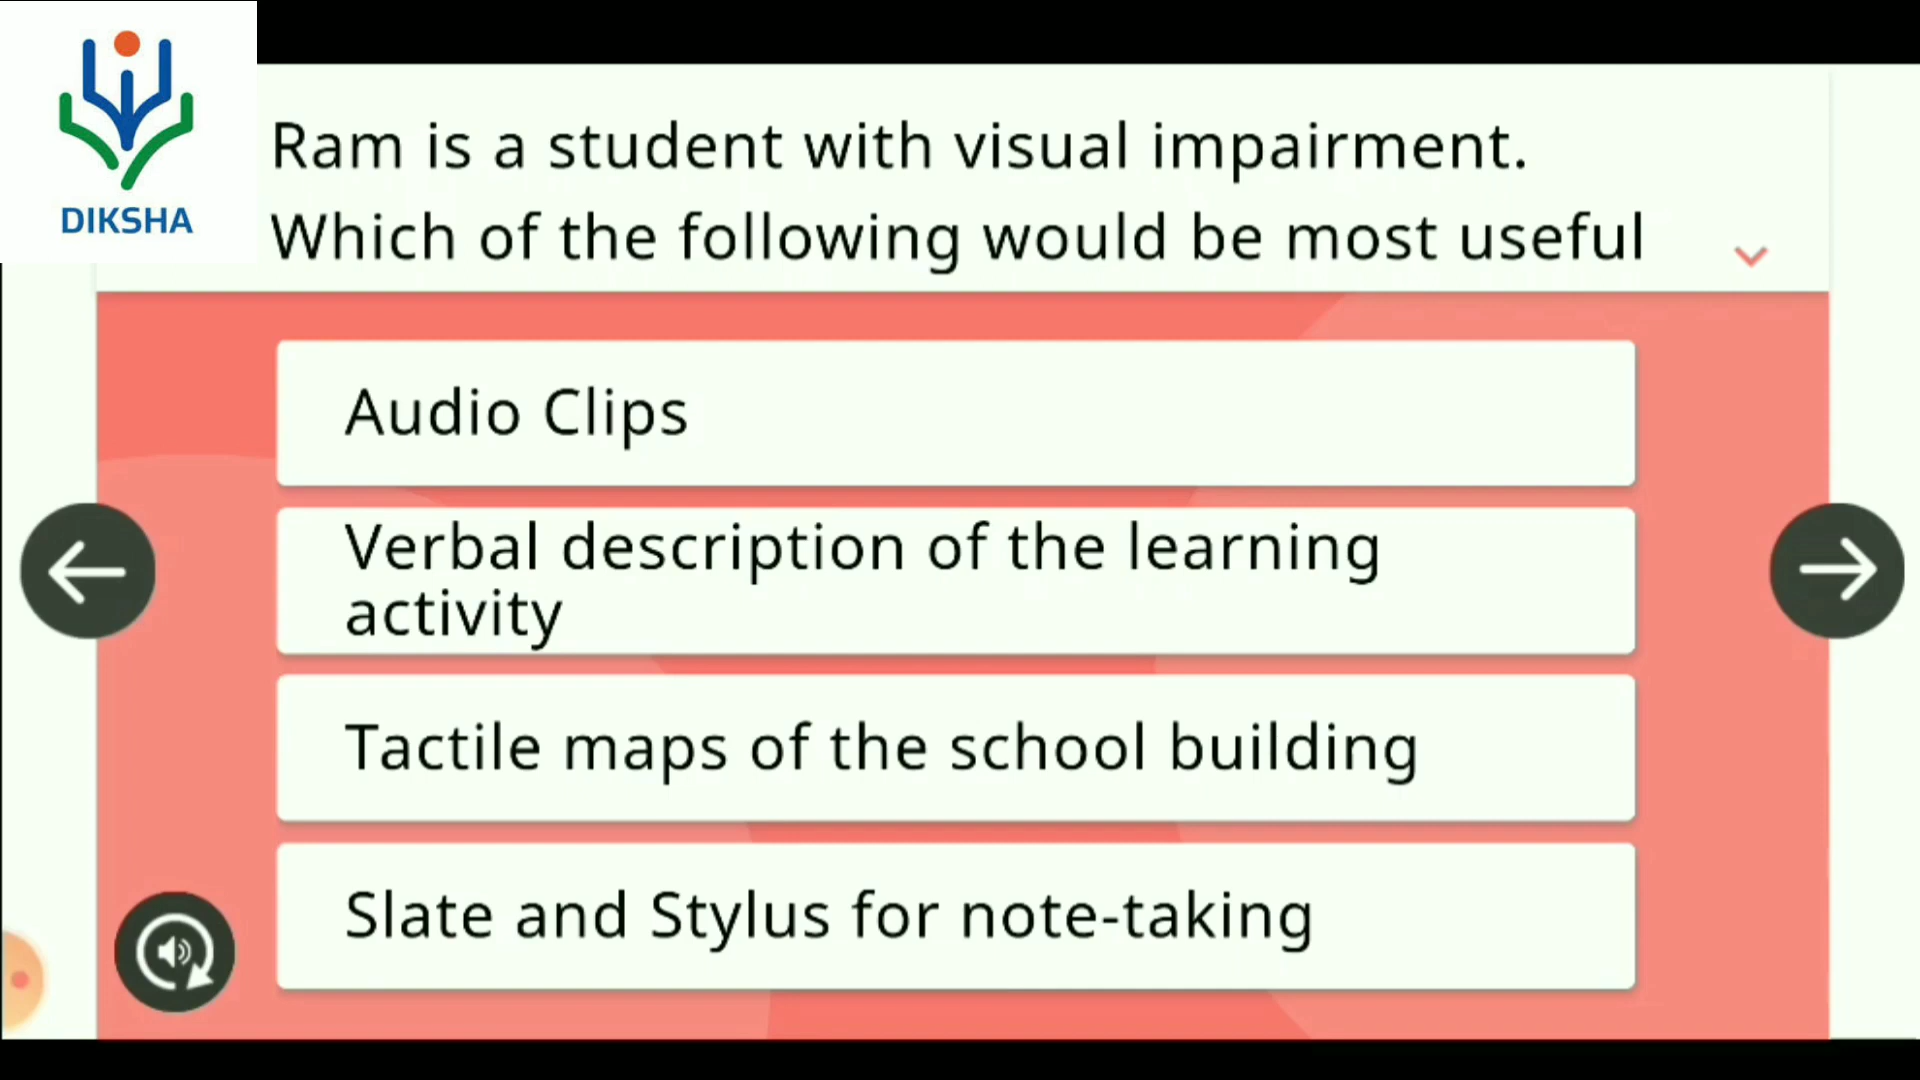 DIKSHA
Ram is a student with visual impairment.
Which of the following would be most useful
Audio Clips
Verbal description of the learning
activity
Tactile maps of the school building
Slate and Stylus for note-taking